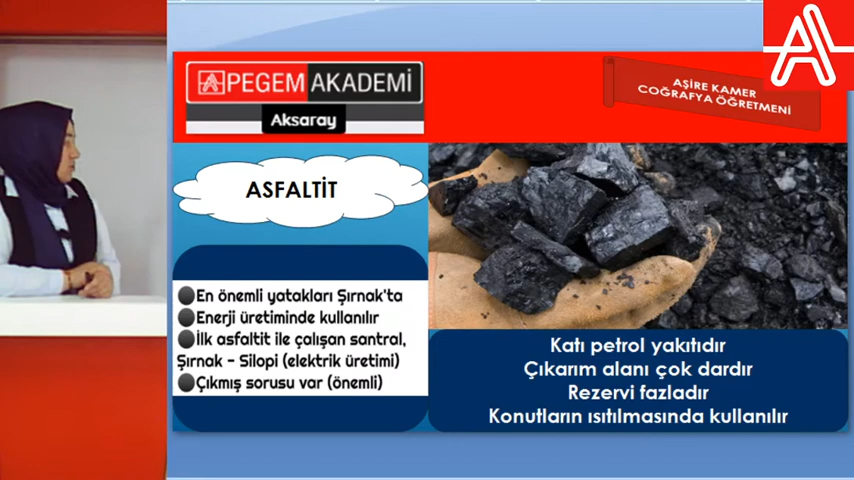 PEGEM AKADEMİ
Aksaray
AŞİRE KAMER
COĞRAFYA ÖĞRETMENİ
ASFALTİT
En önemli yatakları Şırnak'ta
Enerji üretiminde kullanılır
İlk asfaltit ile çalışan santral,
Şırnak - Silopi (elektrik üretimi)
Çıkmış sorusu var (önemli)
Katı petrol yakıtıdır
Çıkarım alanı çok dardır
Rezervi fazladır
Konutların ısıtılmasında kullanılır